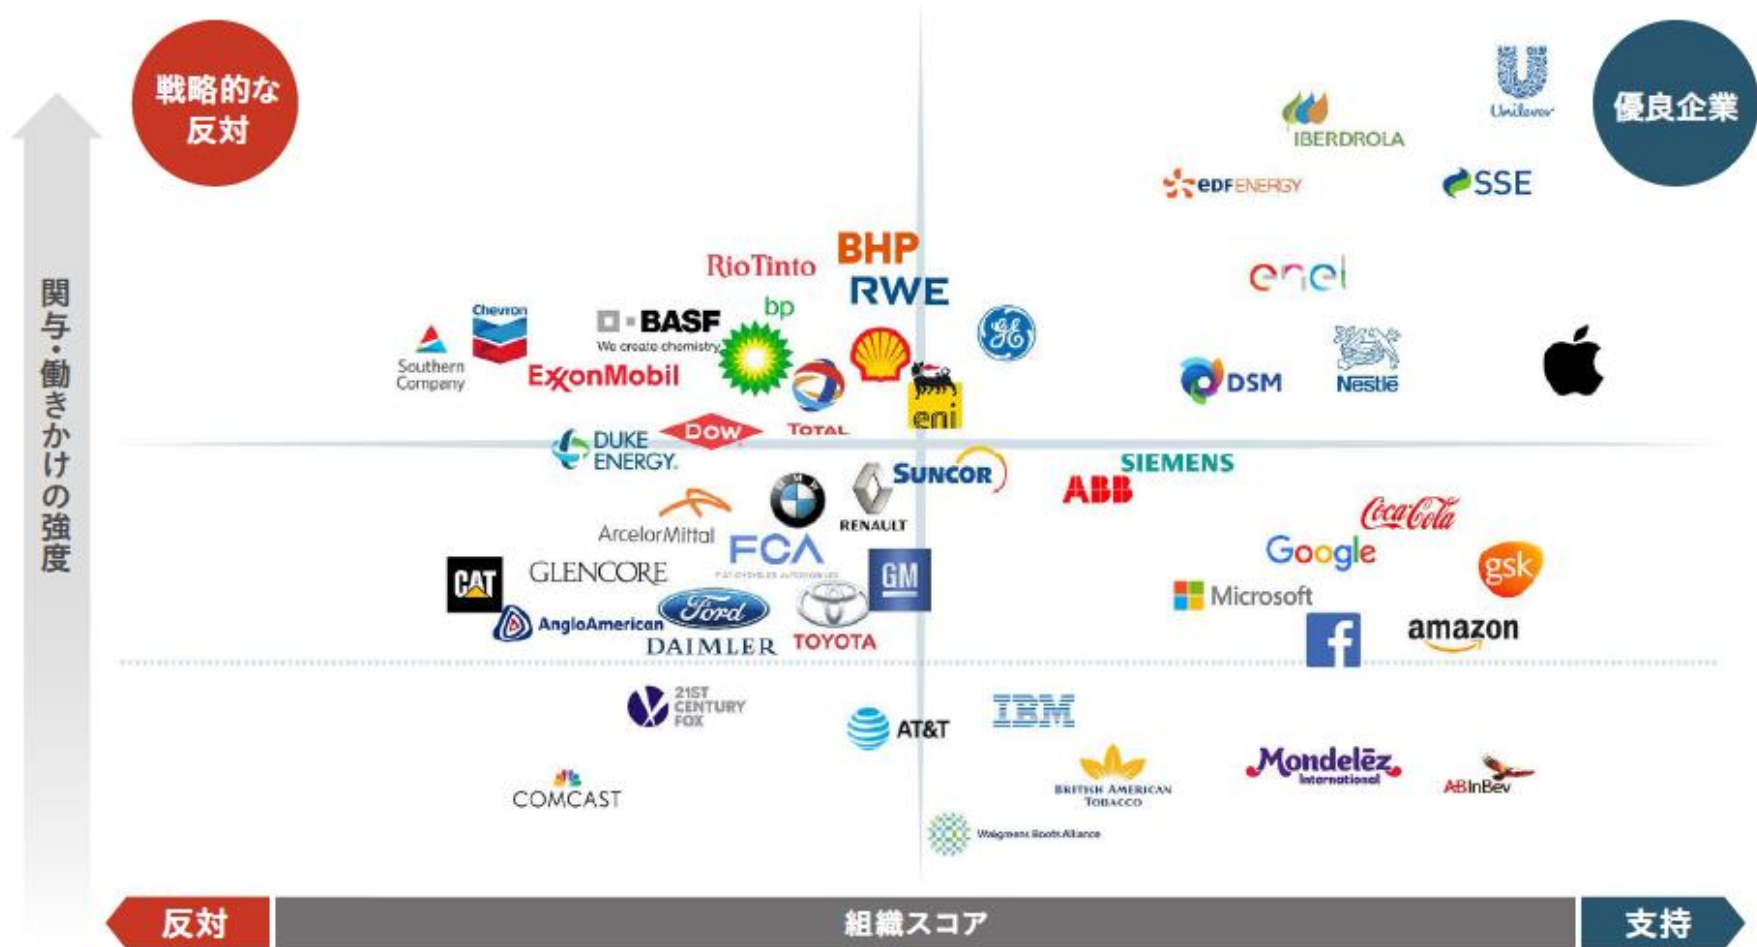 戦略的な
反対
優良企業
Unilever
IBERDROLA
eDFENERGY
SSE
BHP
RioTinto
RWE
enel
bp
Chevron
BASF
We create chemistry
GE
Southern
Company
ExxonMobil
DSM
Nestlé
eni
TOTAL
DOW
DUKE
ENERGY
SUNCOR
SIEMENS
BMW
ABB
RENAULT
ArcelorMittal
Coca-Cola
FCA
Google
gsk
CAT
GLENCORE
GM
Microsoft
Ford
AngloAmerican
TOYOTA
DAIMLER
f
amazon
21ST
CENTURY
FOX
IBM
AT&T
Mondelēz
International
COMCAST
BRITISH AMERICAN
TOBACCO
ABInBev
Walgreens Boots Alliance
関与・働きかけの強度
反対
組織スコア
支持